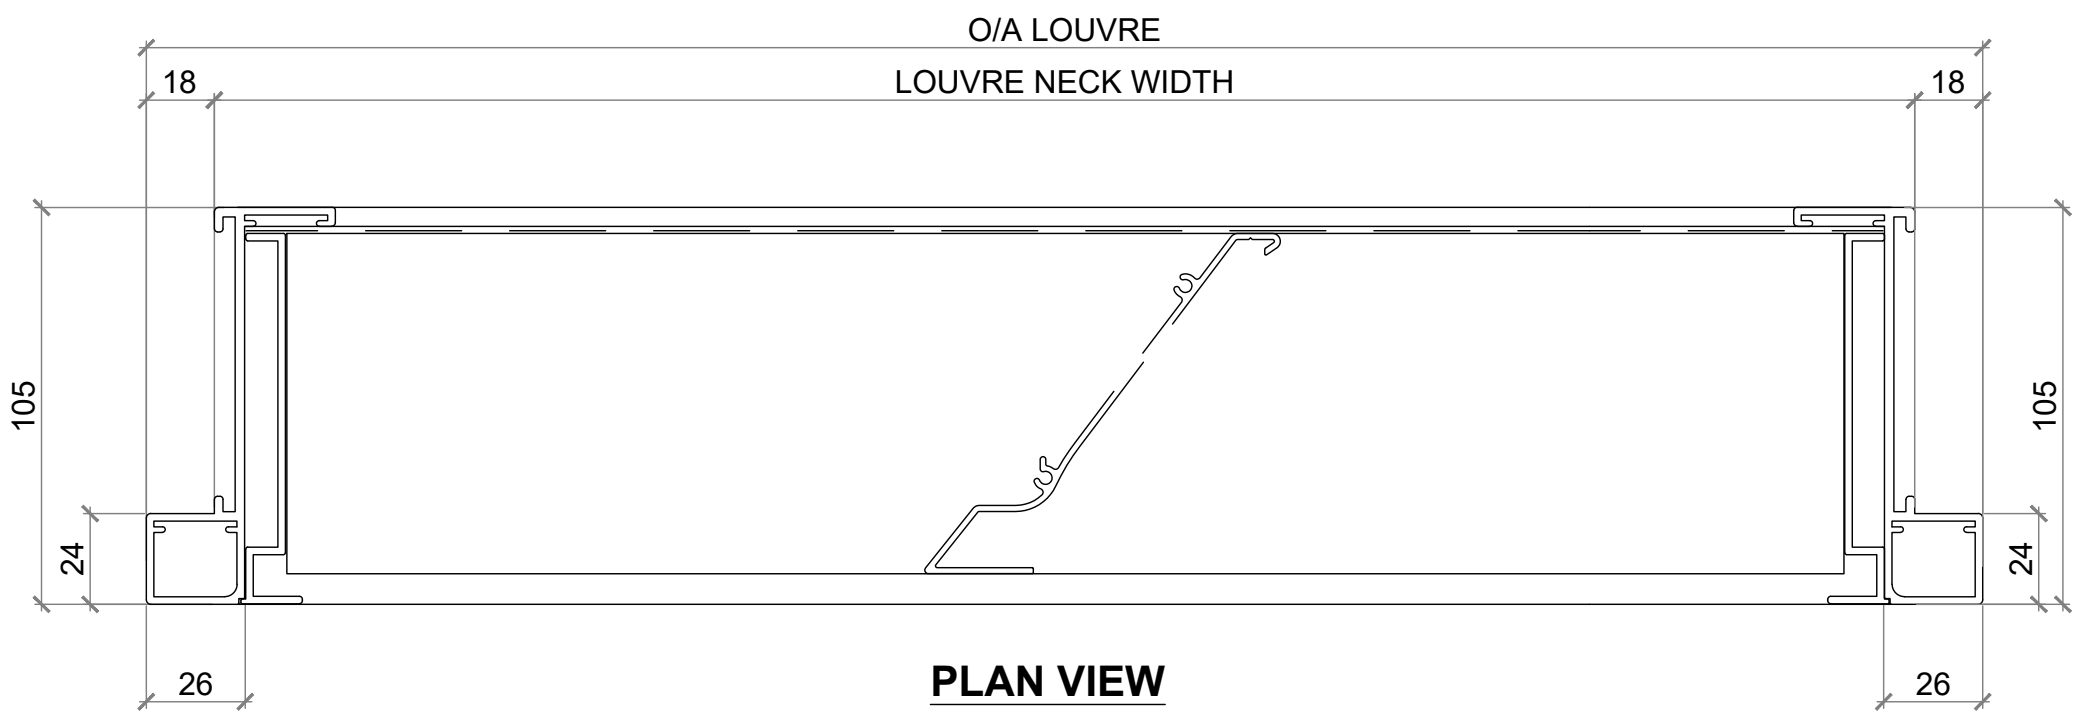 O/A LOUVRE
18 LOUVRE NECK WIDTH 18
105 105
24 24
26 PLAN VIEW 26